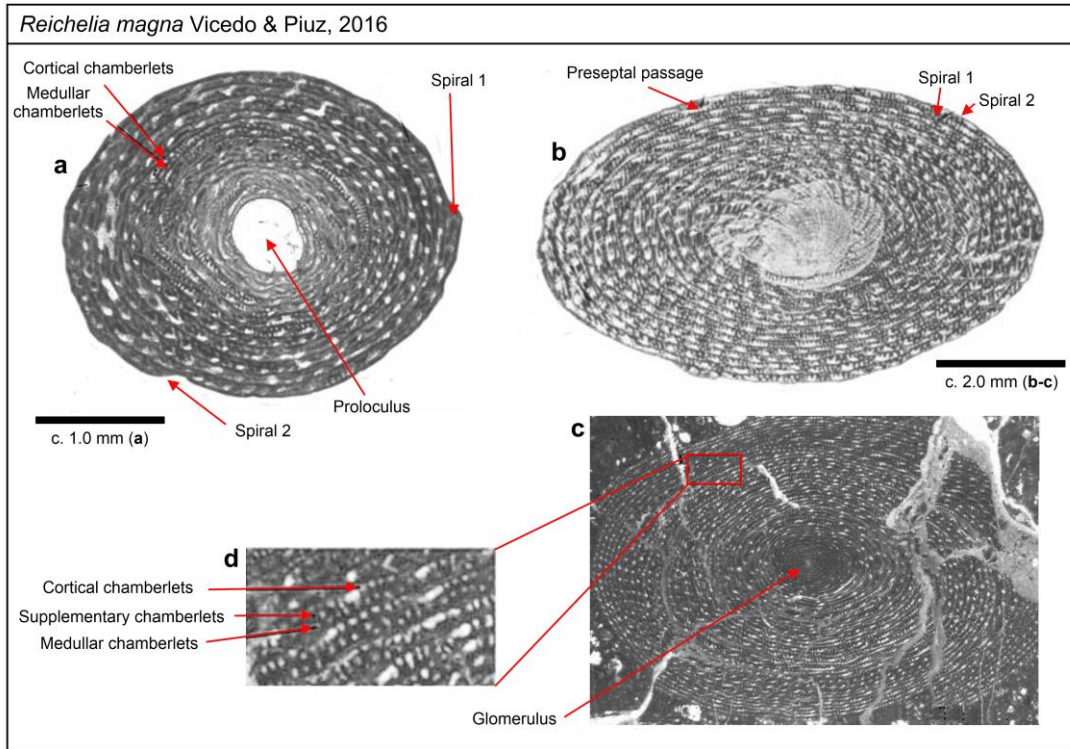 Reichelia magna Vicedo & Piuz, 2016
Cortical chamberlets
Medullar
chamberlets
Spiral 1
a
Proloculus
Spiral 2
c. 1.0 mm (a)
Preseptal passage
Spiral 1
Spiral 2
b
c. 2.0 mm (b-c)
c
d
Cortical chamberlets
Supplementary chamberlets
Medullar chamberlets
Glomerulus